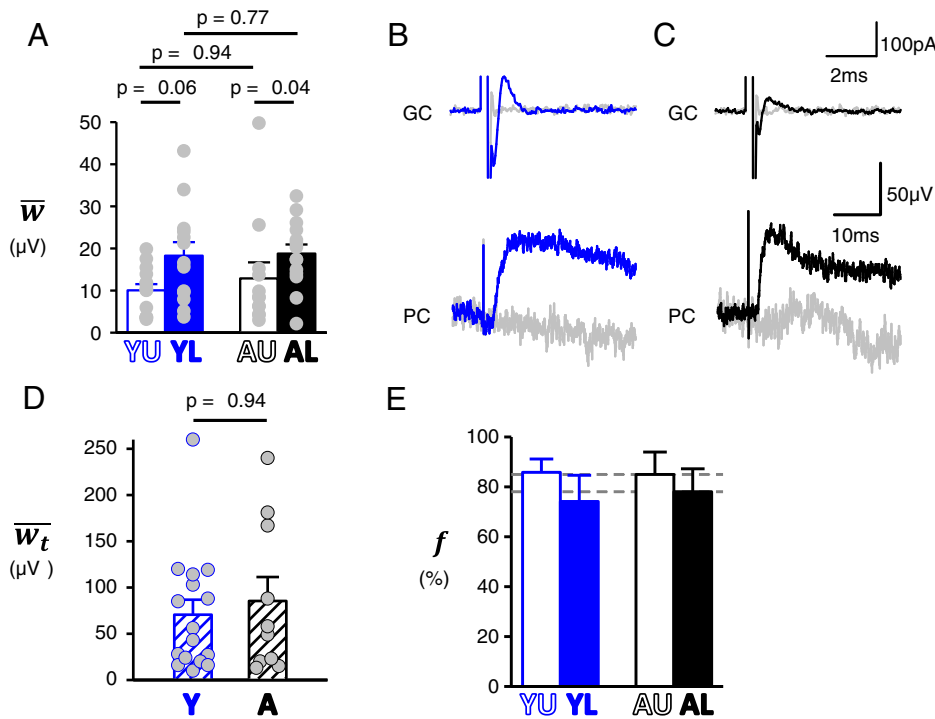 A
p = 0.77
p = 0.94
p = 0.06
p = 0.04
50
40
30
20
10
0
w
(µV)
YU YL AU AL
B
GC
PC
C
100pA
2ms
GC
50µV
10ms
PC
D
p = 0.94
250
200
150
100
50
0
wt
(µV )
Y A
E
100
80
60
40
20
0
f
(%)
YU YL AU AL